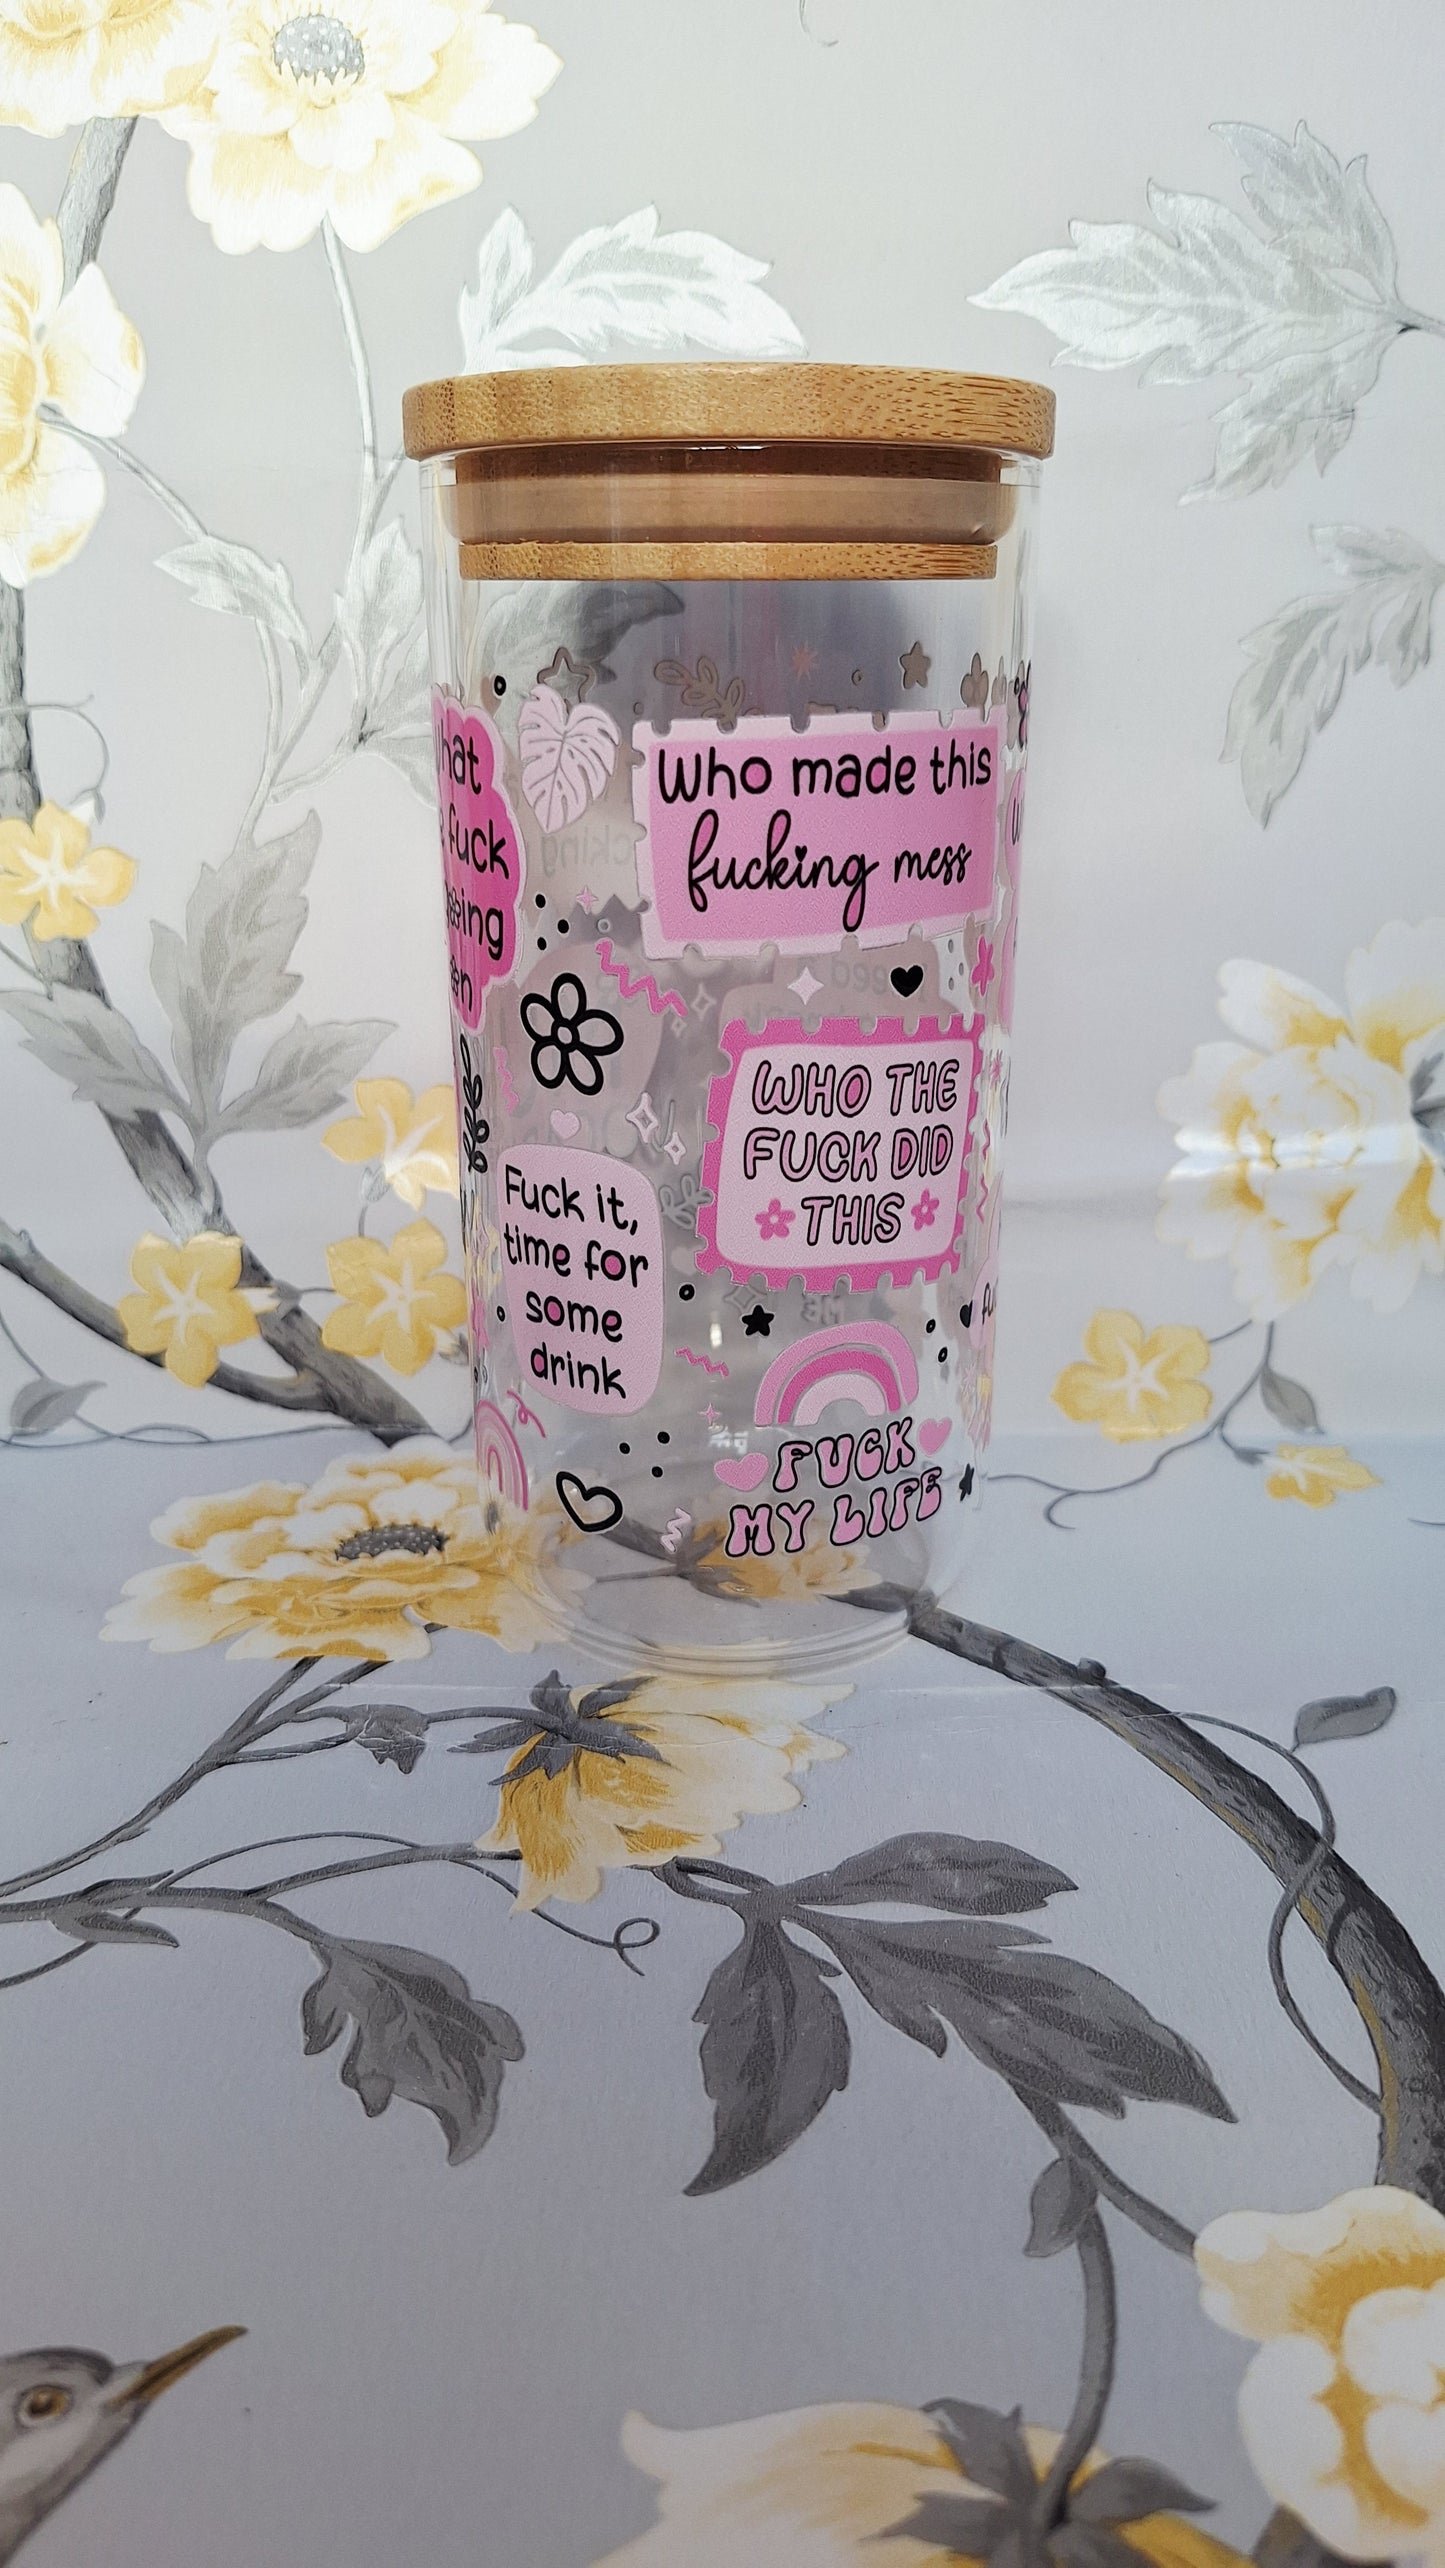 fuck
Who made this
fucking mess
WHO THE
FUCK DID
THIS
Fuck it,
time for
some
drink
FUCK
MY LIFE